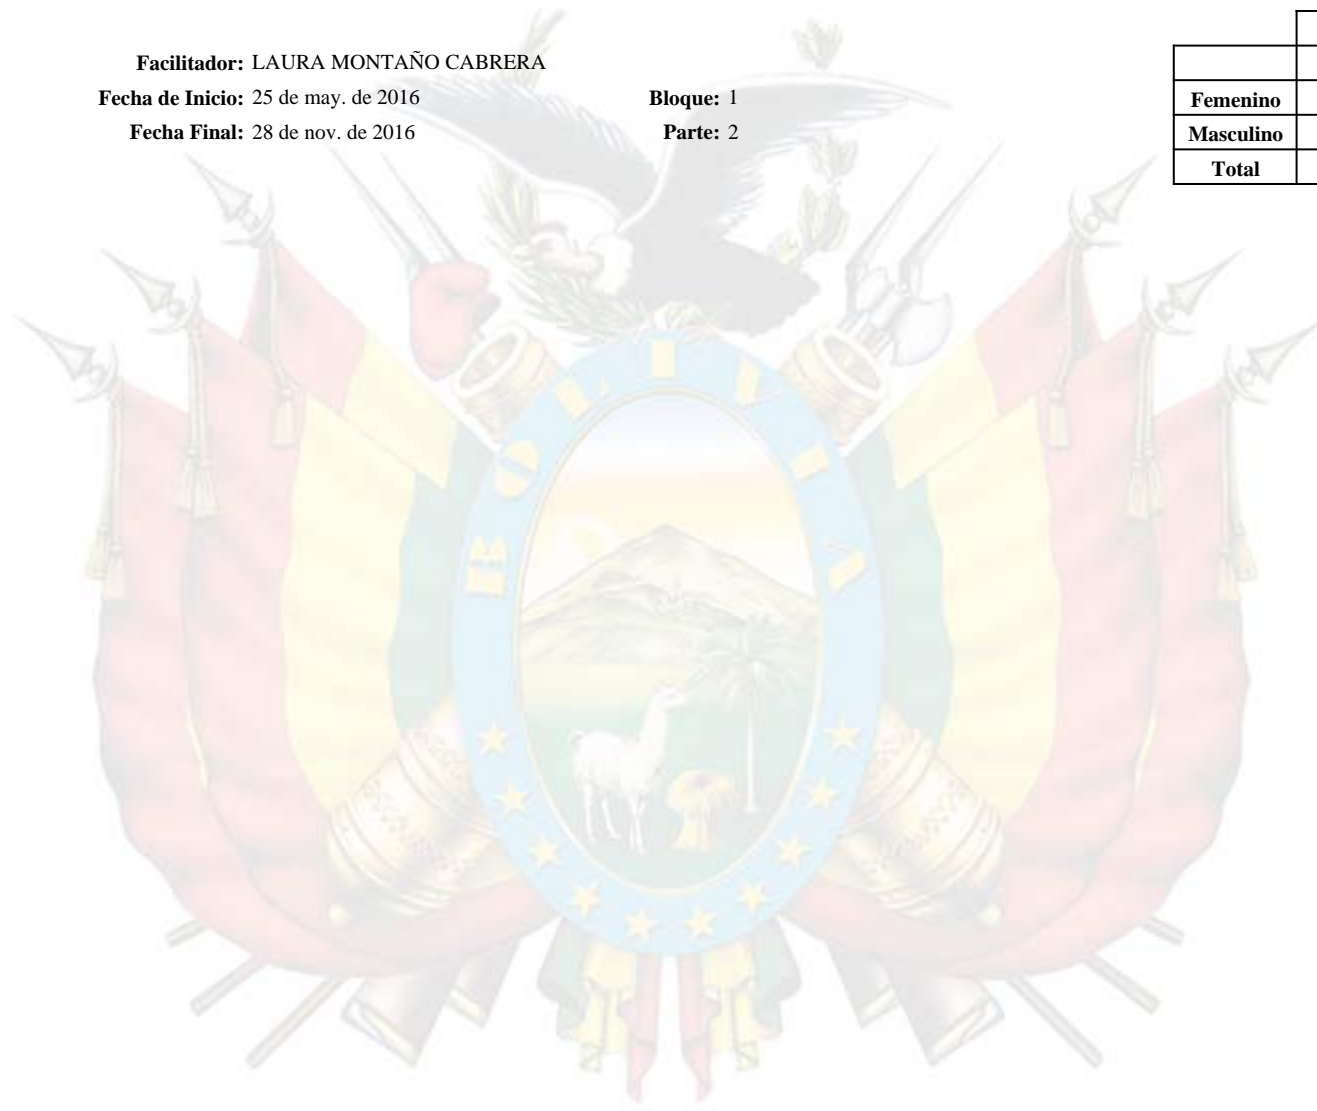 Facilitador: LAURA MONTAÑO CABRERA
Fecha de Inicio: 25 de may. de 2016 Bloque: 1
Fecha Final: 28 de nov. de 2016 Parte: 2
Femenino
Masculino
Total
BOLIVIA